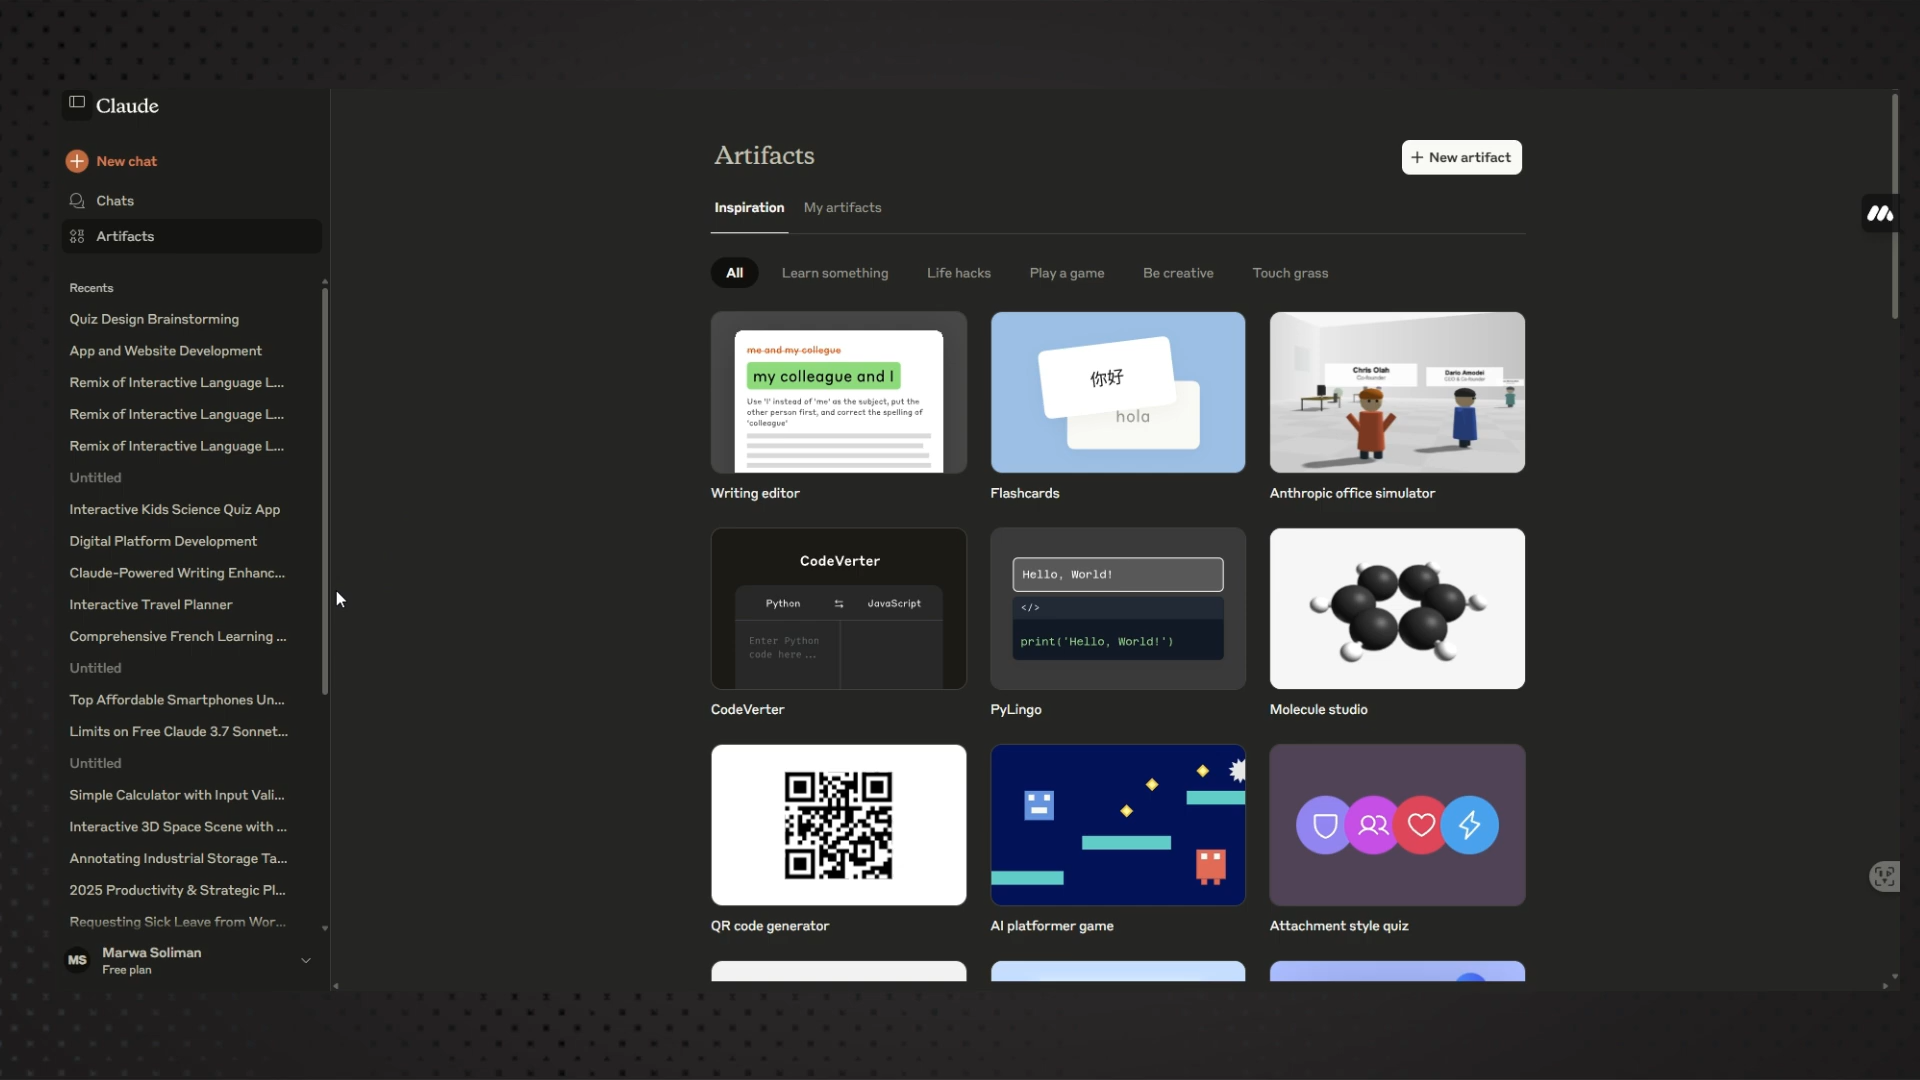 Claude
New chat
Chats
Artifacts
Recents
Quiz Design Brainstorming
App and Website Development
Remix of Interactive Language L...
Remix of Interactive Language L...
Remix of Interactive Language L...
Untitled
Interactive Kids Science Quiz App
Digital Platform Development
Claude-Powered Writing Enhanc...
Interactive Travel Planner
Comprehensive French Learning ...
Untitled
Top Affordable Smartphones Un...
Limits on Free Claude 3.7 Sonnet...
Untitled
Simple Calculator with Input Vali...
Interactive 3D Space Scene with ...
Annotating Industrial Storage Ta...
2025 Productivity & Strategic Pl...
Requesting Sick Leave from Wor...
MS
Marwa Soliman
Free plan
Artifacts
+ New artifact
Inspiration My artifacts
All Learn something Life hacks Play a game Be creative Touch grass
me and my collegue
my colleague and I
Use 'I' instead of 'me' as the subject, put the
other person first, and correct the spelling of
'colleague'
Writing editor
你好
hola
Flashcards
Chris Olah
Co-founder
Dario Amodei
CEO & Co-founder
Anthropic office simulator
CodeVerter
Python JavaScript
Enter Python
code here...
CodeVerter
Hello, World!
</>
print('Hello, World!')
PyLingo
Molecule studio
QR code generator
AI platformer game
Attachment style quiz